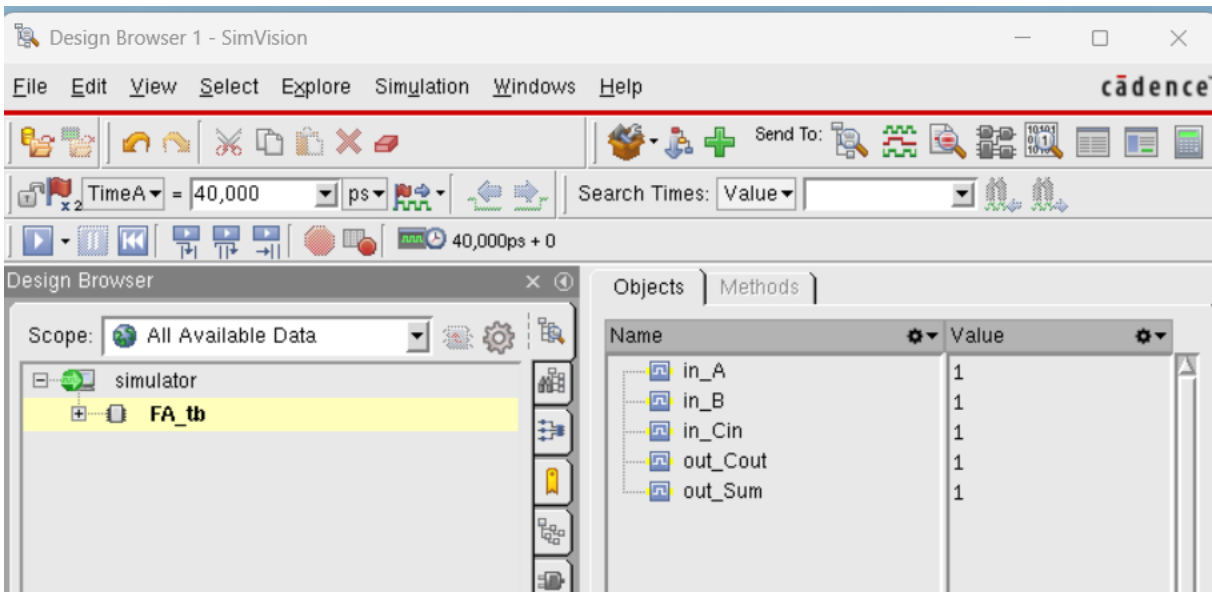 Design Browser 1 - SimVision
File Edit View Select Explore Simulation Windows Help cādence
Send To:
TimeA = 40,000 ps Search Times: Value
40,000ps + 0
Design Browser
Objects Methods
Scope: All Available Data
Name Value
simulator
FA_tb
in_A 1
in_B 1
in_Cin 1
out_Cout 1
out_Sum 1